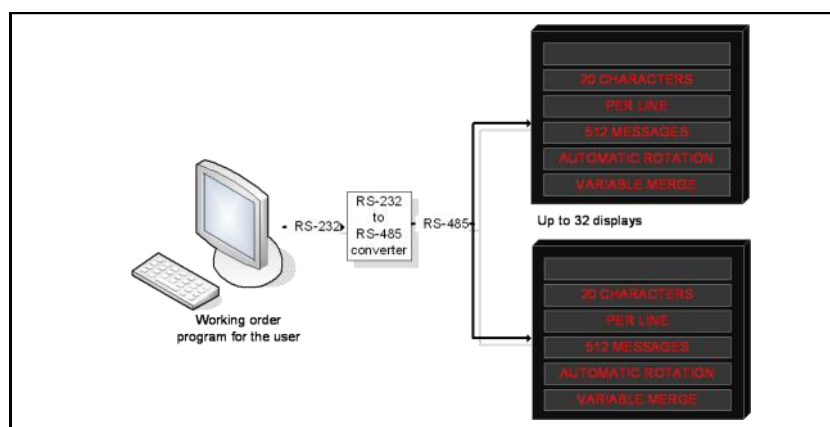 20 CHARACTERS
PER LINE
512 MESSAGES
AUTOMATIC ROTATION
VARIABLE MERGE
RS-232
RS-232
to
RS-485
converter
RS-485
Up to 32 displays
Working order
program for the user
20 CHARACTERS
PER LINE
512 MESSAGES
AUTOMATIC ROTATION
VARIABLE MERGE